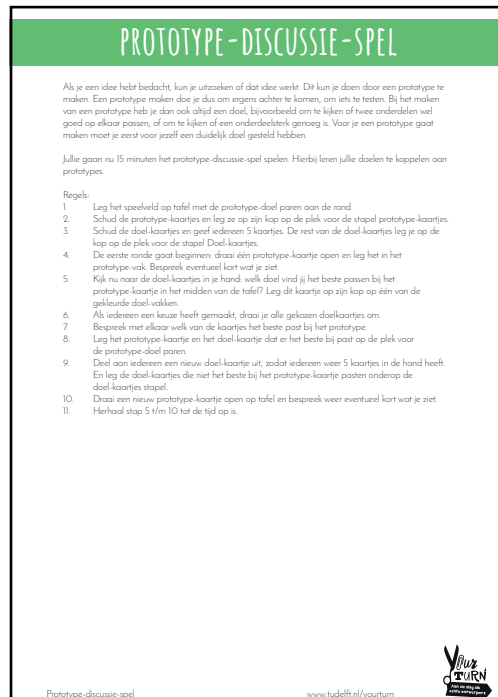 PROTOTYPE-DISCUSSIE-SPEL
Als je een idee hebt bedacht, kun je uitzoeken of dat idee werkt. Dit kun je doen door een prototype te
maken. Een prototype maken doe je dus om ergens achter te komen, om iets te testen. Bij het maken
van een prototype heb je dan ook altijd een doel, bijvoorbeeld om te kijken of twee onderdelen wel
goed op elkaar passen, of om te kijken of een onderdeelsterk genoeg is. Voor je een prototype gaat
maken moet je eerst voor jezelf een duidelijk doel gesteld hebben.
Jullie gaan nu 15 minuten het prototype-discussie-spel spelen. Hierbij leren jullie doelen te koppelen aan
prototypes.
Regels:
1. Leg het speelveld op tafel met de prototype-doel paren aan de rand.
2. Schud de prototype-kaartjes en leg ze op zijn kop op de plek voor de stapel prototype-kaartjes.
3. Schud de doel-kaartjes en geef iedereen 5 kaartjes. De rest van de doel-kaartjes leg je op de
kop op de plek voor de stapel Doel-kaartjes.
4. De eerste ronde gaat beginnen: draai één prototype-kaartje open en leg het in het
prototype-vak. Bespreek eventueel kort wat je ziet.
5. Kijk nu naar de doel-kaartjes in je hand: welk doel vind jij het beste passen bij het
prototype-kaartje in het midden van de tafel? Leg dit kaartje op zijn kop op één van de
gekleurde doel-vakken.
6. Als iedereen een keuze heeft gemaakt, draai je alle gekozen doelkaartjes om.
7. Bespreek met elkaar welk van de kaartjes het beste past bij het prototype.
8. Leg het prototype-kaartje en het doel-kaartje dat er het beste bij past op de plek voor
de prototype-doel paren.
9. Deel aan iedereen een nieuw doel-kaartje uit, zodat iedereen weer 5 kaartjes in de hand heeft.
En leg de doel-kaartjes die niet het beste bij het prototype-kaartje pasten onderop de
doel-kaartjes stapel.
10. Draai een nieuw prototype-kaartje open op tafel en bespreek weer eventueel kort wat je ziet.
11. Herhaal stap 5 t/m 10 tot de tijd op is.
Your
TURN
Aan de slag als
echte ontwerper!
Prototype-discussie-spel www.tudelft.nl/yourturn